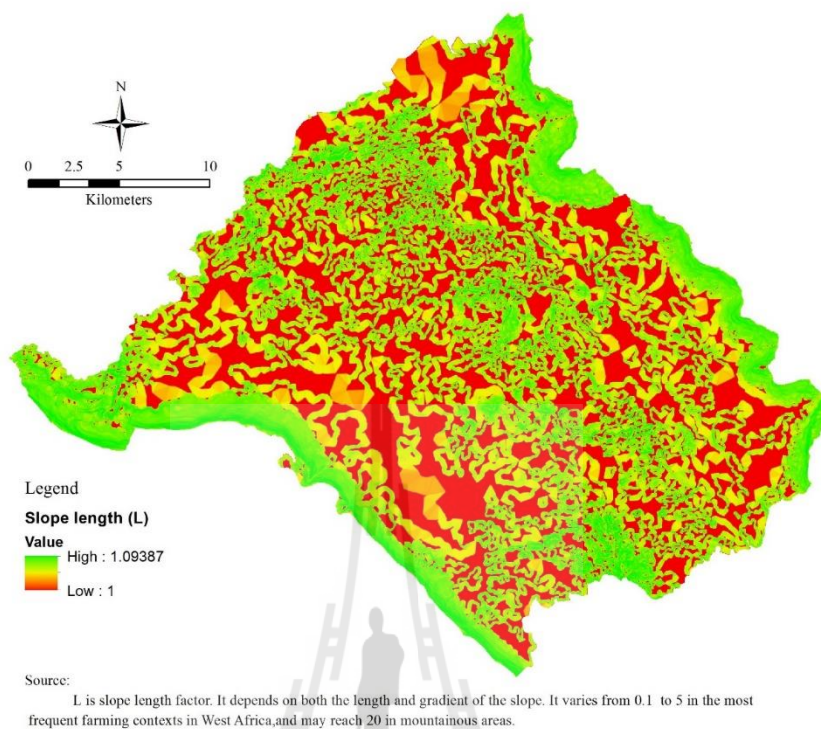 N
0 2.5 5 10
Kilometers
Legend
Slope length (L)
Value
High : 1.09387
Low : 1
Source:
L is slope length factor. It depends on both the length and gradient of the slope. It varies from 0.1 to 5 in the most
frequent farming contexts in West Africa,and may reach 20 in mountainous areas.